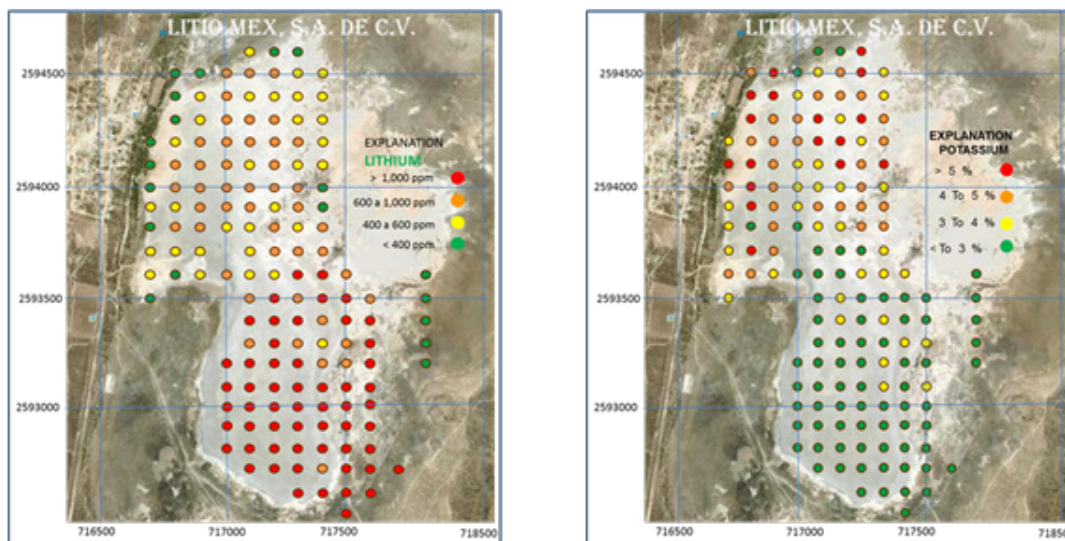 LITIO MEX, S.A. DE C.V.
2594500
2594000
2593500
2593000
EXPLANATION
LITHIUM
> 1,000 ppm
600 a 1,000 ppm
400 a 600 ppm
< 400 ppm
716500
717000
717500
718500
LITIO MEX, S.A. DE C.V.
2594500
2594000
2593500
2593000
EXPLANATION
POTASSIUM
> 5 %
4 To 5 %
3 To 4 %
< To 3 %
716500
717000
717500